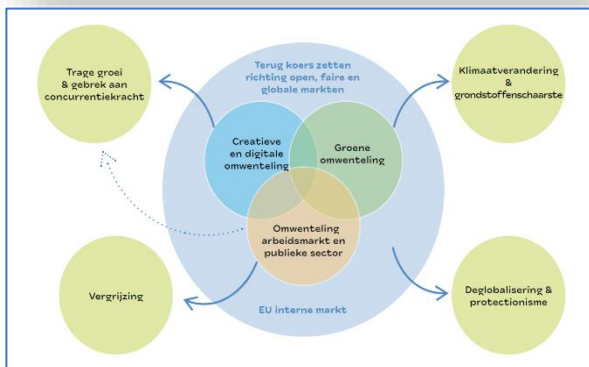 Trage groei
& gebrek aan
concurrentiekracht
Terug koers zetten
richting open, faire en
globale markten
Klimaatverandering
&
grondstoffenschaarste
Creatieve
en digitale
omwenteling
Groene
omwenteling
Omwenteling
arbeidsmarkt en
publieke sector
Vergrijzing
EU interne markt
Deglobalisering &
protectionisme